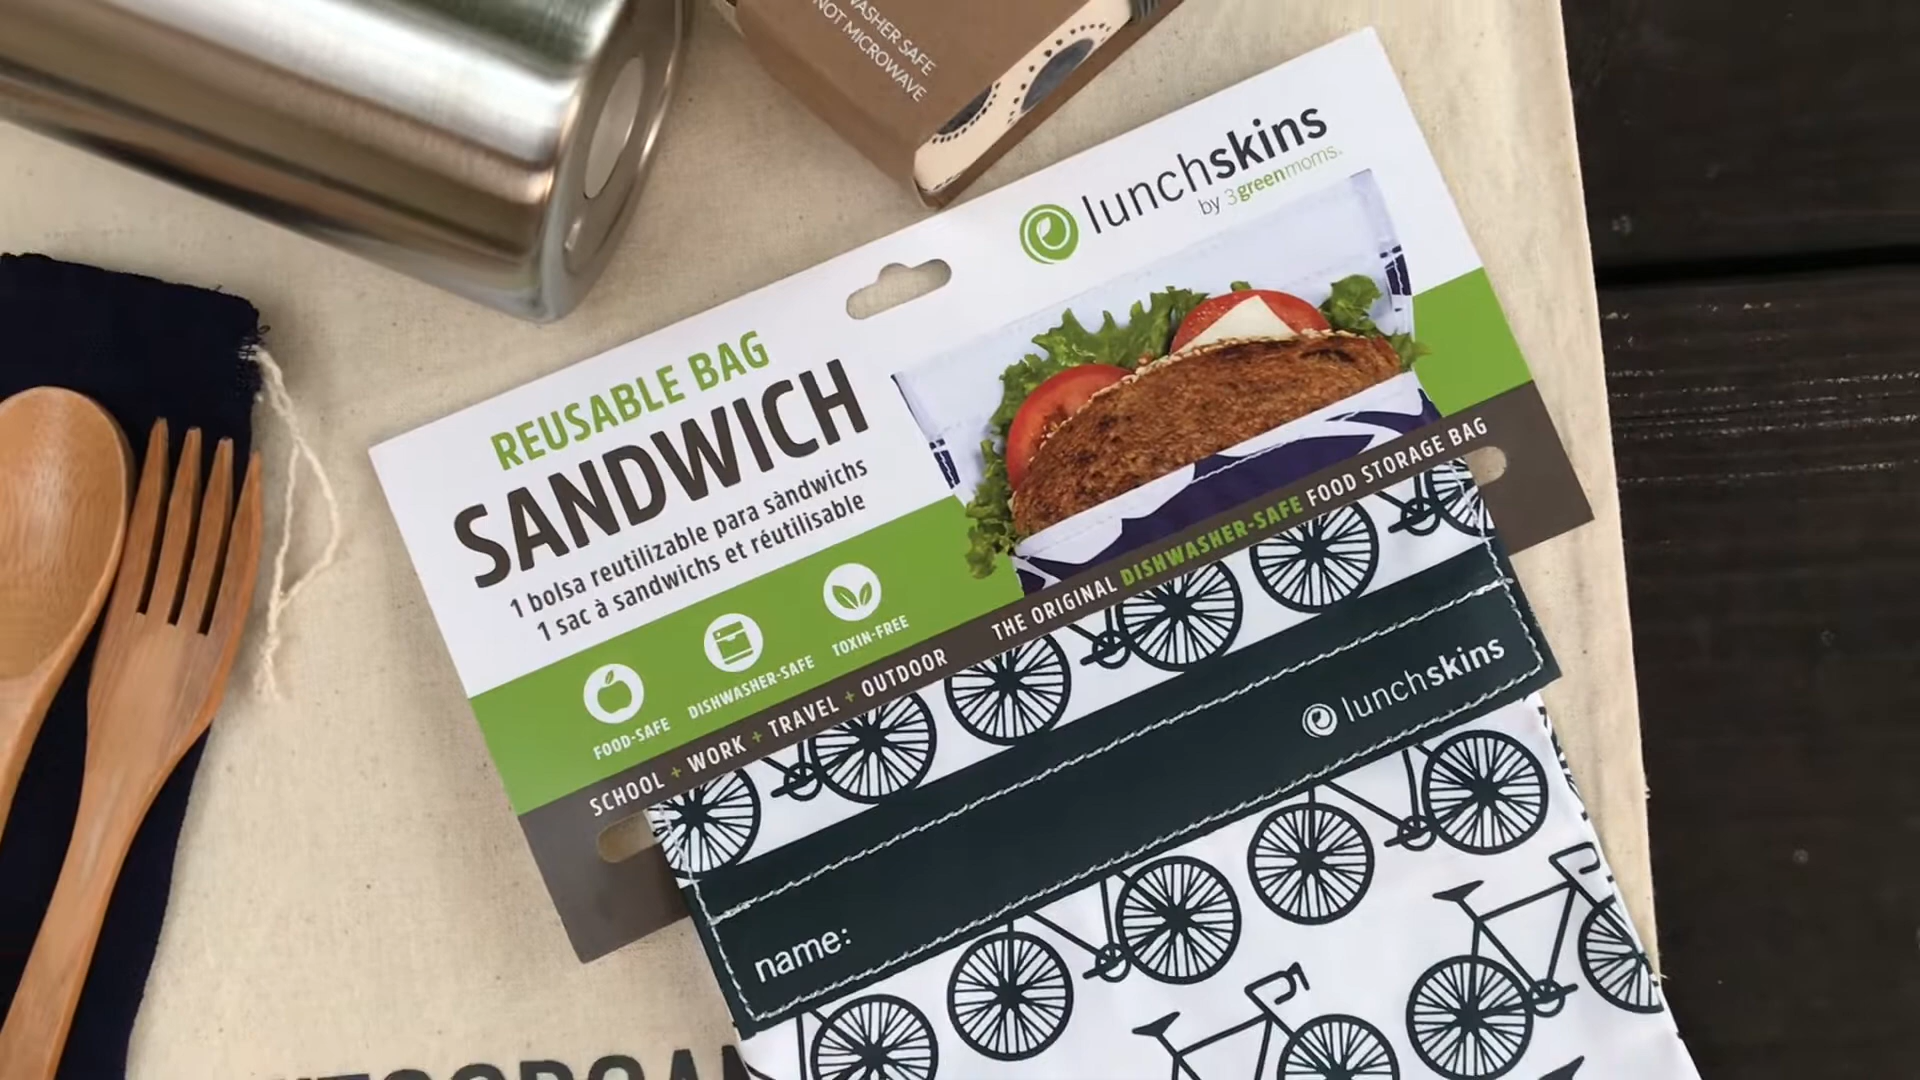 WASHER SAFE
NOT MICROWAVE
lunchskins
by 3greenmoms.
REUSABLE BAG
SANDWICH
1 bolsa reutilizable para sàndwichs
1 sac à sandwichs et réutilisable
FOOD-SAFE
DISHWASHER-SAFE
TOXIN-FREE
SCHOOL + WORK + TRAVEL + OUTDOOR
THE ORIGINAL DISHWASHER-SAFE FOOD STORAGE BAG
lunchskins
name: